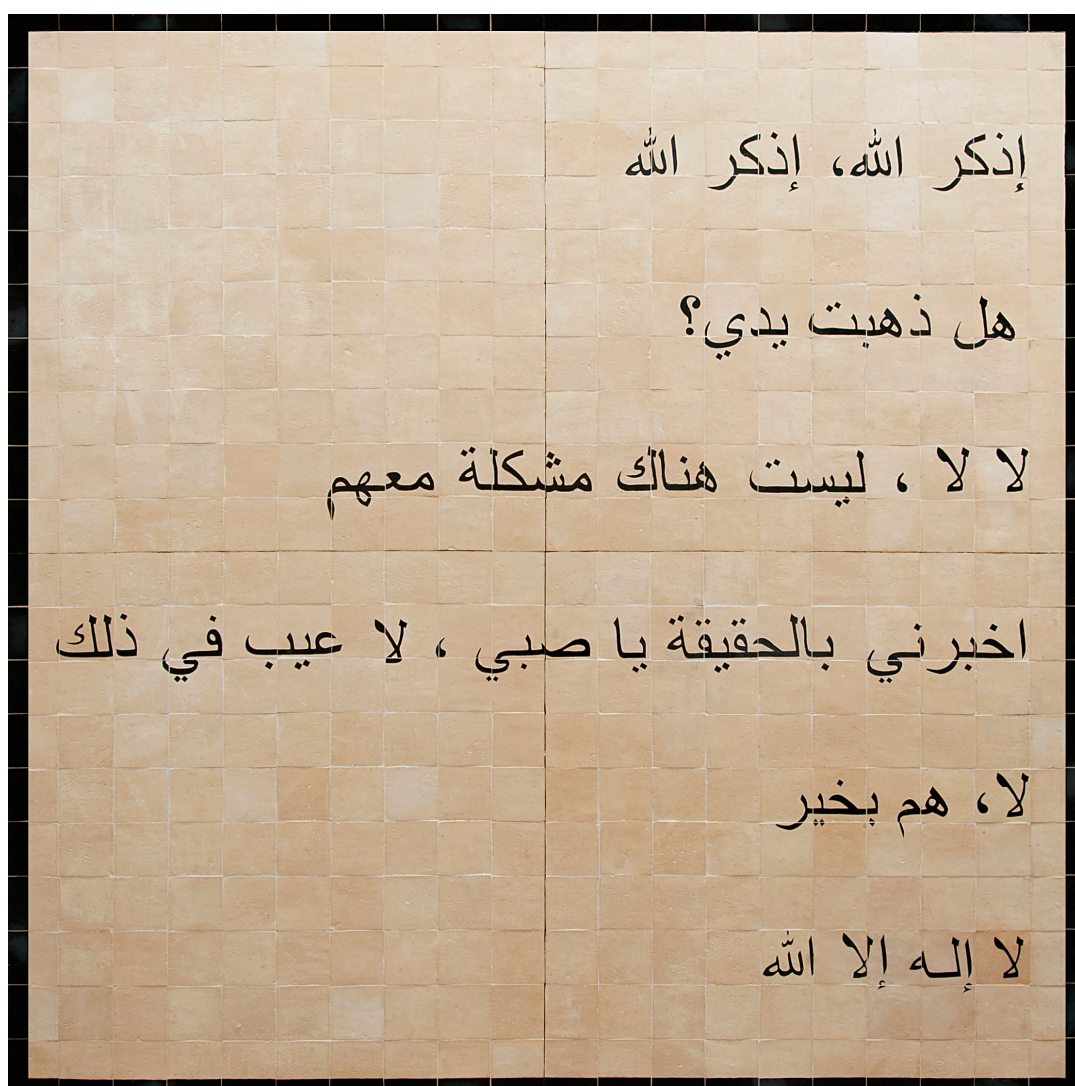 إذكر الله، إذكر الله
هل ذهبت يدي؟
لا لا ، ليست هناك مشكلة معهم
اخبرني بالحقيقة يا صبي ، لا عيب في ذلك
لا، هم بخير
لا إلـه إلا الله